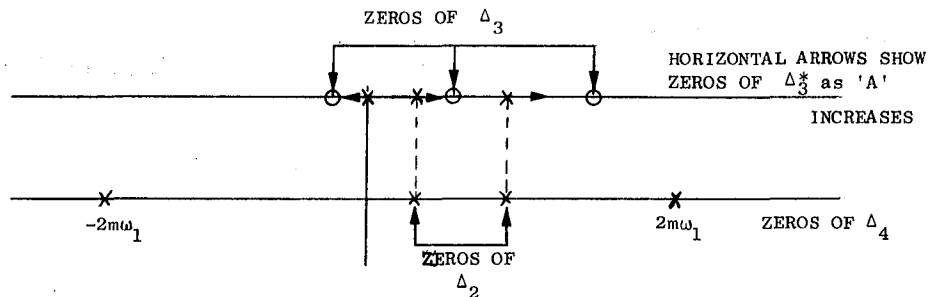 ZEROS OF Δ₃
HORIZONTAL ARROWS SHOW
ZEROS OF Δ₃* as 'A'
INCREASES
-2mω₁
2mω₁
ZEROS OF Δ₄
ZEROS OF
Δ₂